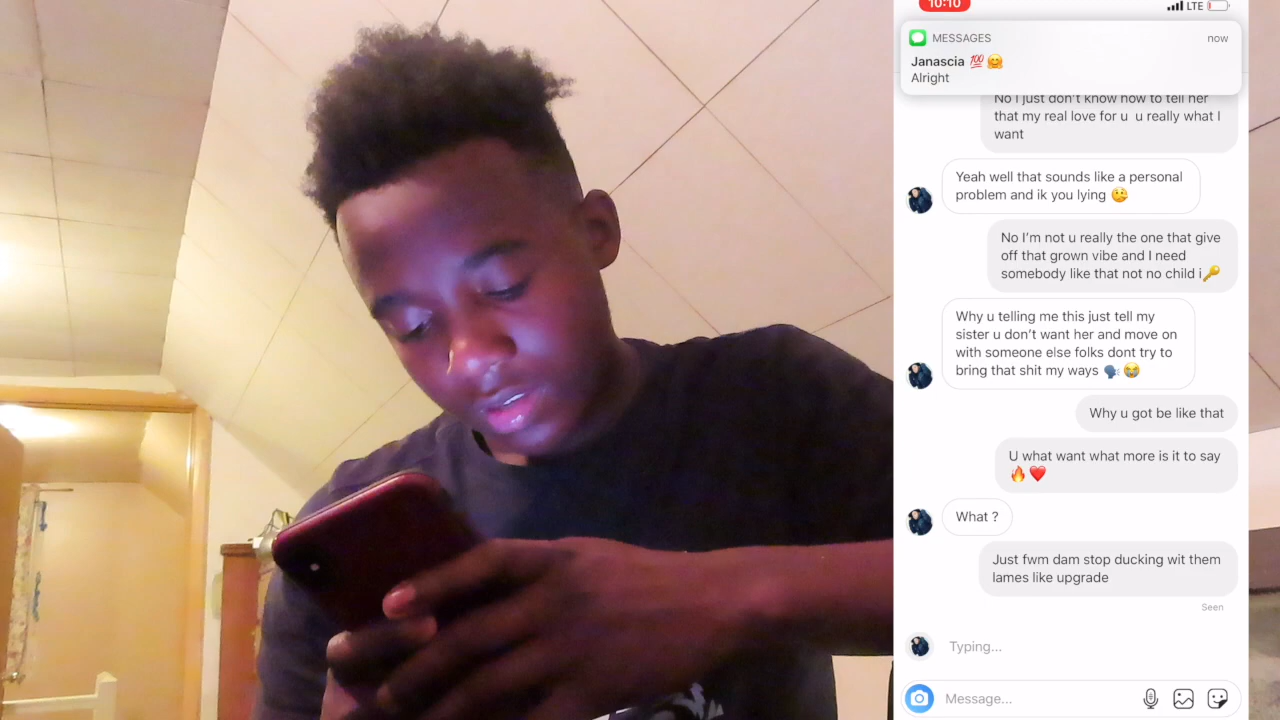 10:10
LTE
MESSAGES
now
Janascia 💯 🤗
Alright
No I just don't know how to tell her
that my real love for u u really what I
want
Yeah well that sounds like a personal
problem and ik you lying 🤔
No I'm not u really the one that give
off that grown vibe and I need
somebody like that not no child i🔑
Why u telling me this just tell my
sister u don't want her and move on
with someone else folks dont try to
bring that shit my ways 🗣😭
Why u got be like that
U what want what more is it to say
🔥❤️
What ?
Just fwm dam stop ducking wit them
lames like upgrade
Seen
Typing...
Message...